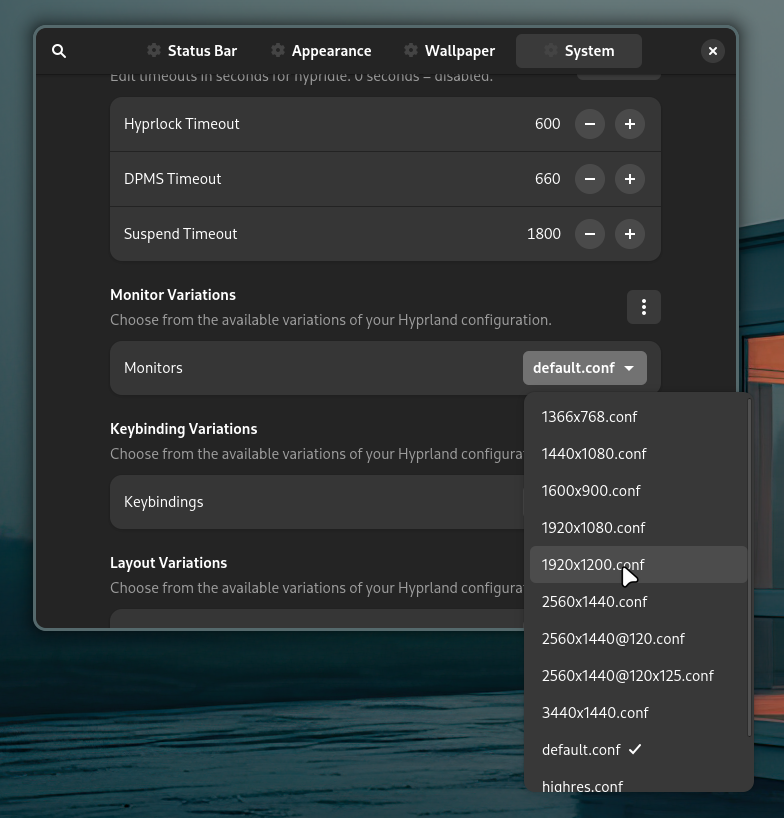 Status Bar
Appearance
Wallpaper
System
Edit timeouts in seconds for hypridle. 0 seconds = disabled.
Hyprlock Timeout 600
DPMS Timeout 660
Suspend Timeout 1800
Monitor Variations
Choose from the available variations of your Hyprland configuration.
Monitors default.conf
Keybinding Variations
Choose from the available variations of your Hyprland configura
Keybindings
Layout Variations
Choose from the available variations of your Hyprland configura
1366x768.conf
1440x1080.conf
1600x900.conf
1920x1080.conf
1920x1200.conf
2560x1440.conf
2560x1440@120.conf
2560x1440@120x125.conf
3440x1440.conf
default.conf
highres.conf